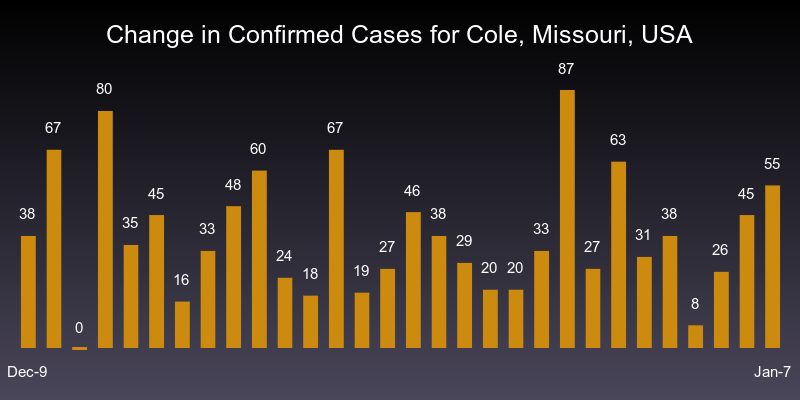 Change in Confirmed Cases for Cole, Missouri, USA
38 67 0 80 35 45 16 33 48 60 24 18 67 19 27 46 38 29 20 20 33 87 27 63 31 38 8 26 45 55
Dec-9 Jan-7